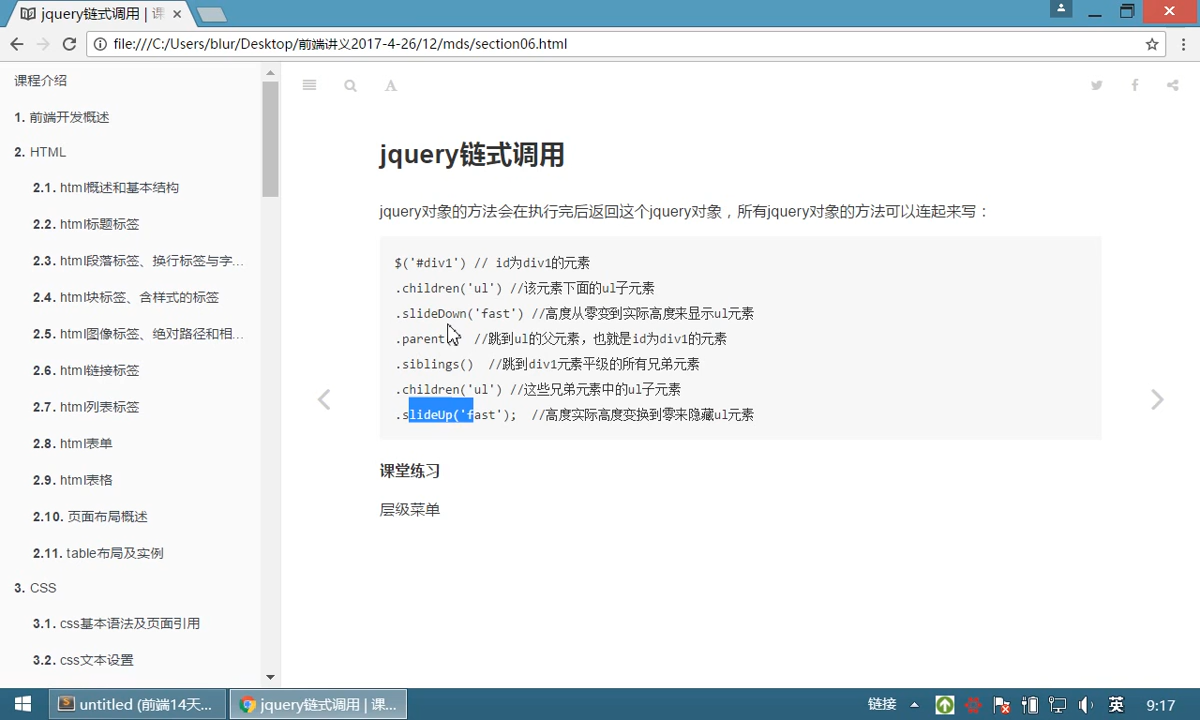 jquery链式调用 | 课
file:///C:/Users/blur/Desktop/前端讲义2017-4-26/12/mds/section06.html
课程介绍
1. 前端开发概述
2. HTML
2.1. html概述和基本结构
2.2. html标题标签
2.3. html段落标签、换行标签与字...
2.4. html块标签、含样式的标签
2.5. html图像标签、绝对路径和相...
2.6. html链接标签
2.7. html列表标签
2.8. html表单
2.9. html表格
2.10. 页面布局概述
2.11. table布局及实例
3. CSS
3.1. css基本语法及页面引用
3.2. css文本设置
A
jquery链式调用
jquery对象的方法会在执行完后返回这个jquery对象，所有jquery对象的方法可以连起来写：
$('#div1') // id为div1的元素
.children('ul') //该元素下面的ul子元素
.slideDown('fast') //高度从零变到实际高度来显示ul元素
.parent //跳到ul的父元素，也就是id为div1的元素
.siblings() //跳到div1元素平级的所有兄弟元素
.children('ul') //这些兄弟元素中的ul子元素
.slideUp('fast'); //高度实际高度变换到零来隐藏ul元素
课堂练习
层级菜单
untitled (前端14天...
jquery链式调用 | 课...
链接
英
9:17